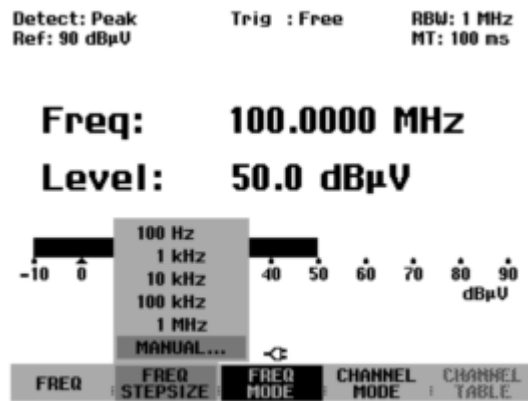 Detect: Peak Trig : Free RBW: 1 MHz
Ref: 90 dBµV MT: 100 ms
Freq: 100.0000 MHz
Level: 50.0 dBµV
100 Hz
1 kHz
10 kHz
100 kHz
1 MHz
MANUAL...
-10 0 40 50 60 70 80 90
dBµV
FREQ FREQ STEPSIZE FREQ MODE CHANNEL MODE CHANNEL TABLE